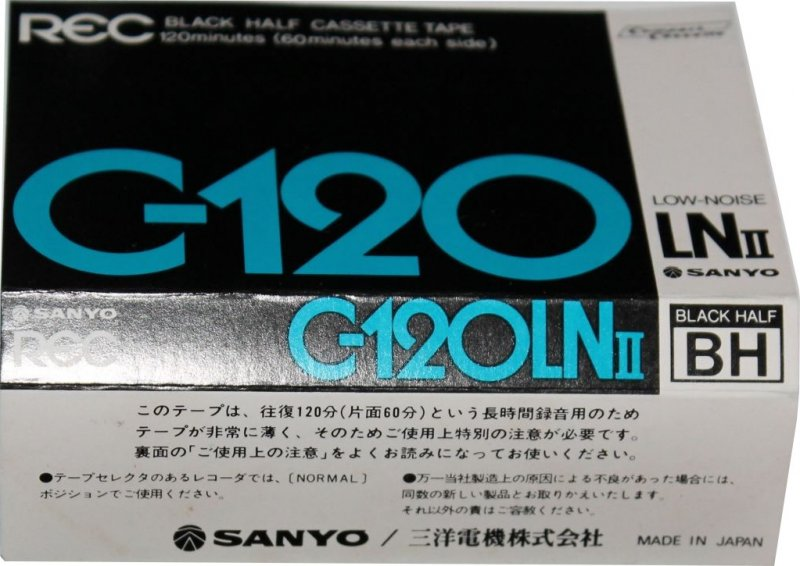 REC BLACK HALF CASSETTE TAPE
120minutes (60minutes each side)
C-120
LOW-NOISE
LNII
SANYO
SANYO
REC
C-120LNII
BLACK HALF
BH
このテープは、往復120分(片面60分)という長時間録音用のため
テープが非常に薄く、そのためご使用上特別の注意が必要です。
裏面の「ご使用上の注意」をよくお読みになってお使いください。
●テープセレクタのあるレコーダでは、[NORMAL]
ポジションでご使用ください。
●万一当社製造上の原因による不良があった場合には、
同数の新しい製品とお取りかえいたします。
それ以外の責はご容赦ください。
SANYO / 三洋電機株式会社
MADE IN JAPAN